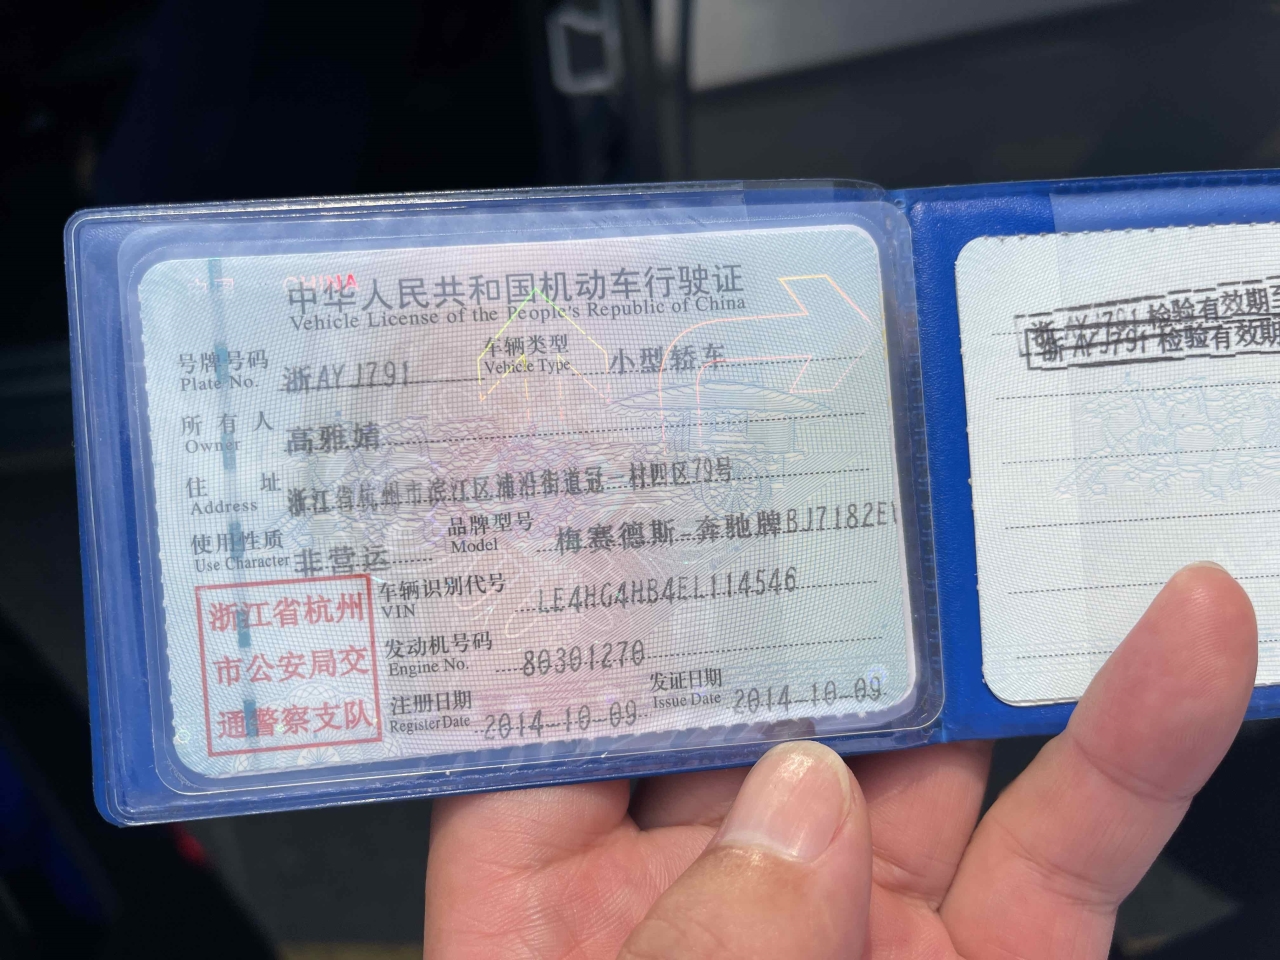 CHINA
中华人民共和国机动车行驶证
Vehicle License of the People's Republic of China
号牌号码 浙AYJ791 车辆类型 小型轿车
Plate No. Vehicle Type
所有人 高雅婧
Owner
住址 浙江省杭州市滨江区浦沿街道冠一村四区79号
Address
使用性质 非营运 品牌型号 梅赛德斯-奔驰牌BJ7182E
Use Character Model
车辆识别代号 LE4HG4HB4EL114546
VIN
发动机号码 80301270
Engine No.
注册日期 2014-10-09 发证日期 2014-10-09
Register Date Issue Date
浙江省杭州
市公安局交
通警察支队
浙AYJ791 检验有效期至
浙AYJ791 检验有效期